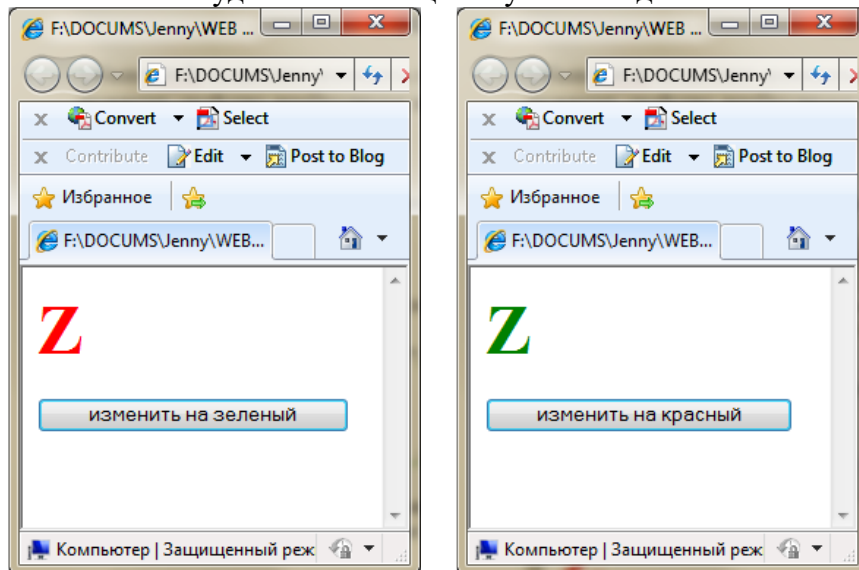 F:\DOCUMS\Jenny\WEB ...
F:\DOCUMS\Jenny\
Convert Select
Contribute Edit Post to Blog
Избранное
F:\DOCUMS\Jenny\WEB...
Z
изменить на зеленый
Компьютер | Защищенный реж
F:\DOCUMS\Jenny\WEB ...
F:\DOCUMS\Jenny\
Convert Select
Contribute Edit Post to Blog
Избранное
F:\DOCUMS\Jenny\WEB...
Z
изменить на красный
Компьютер | Защищенный реж